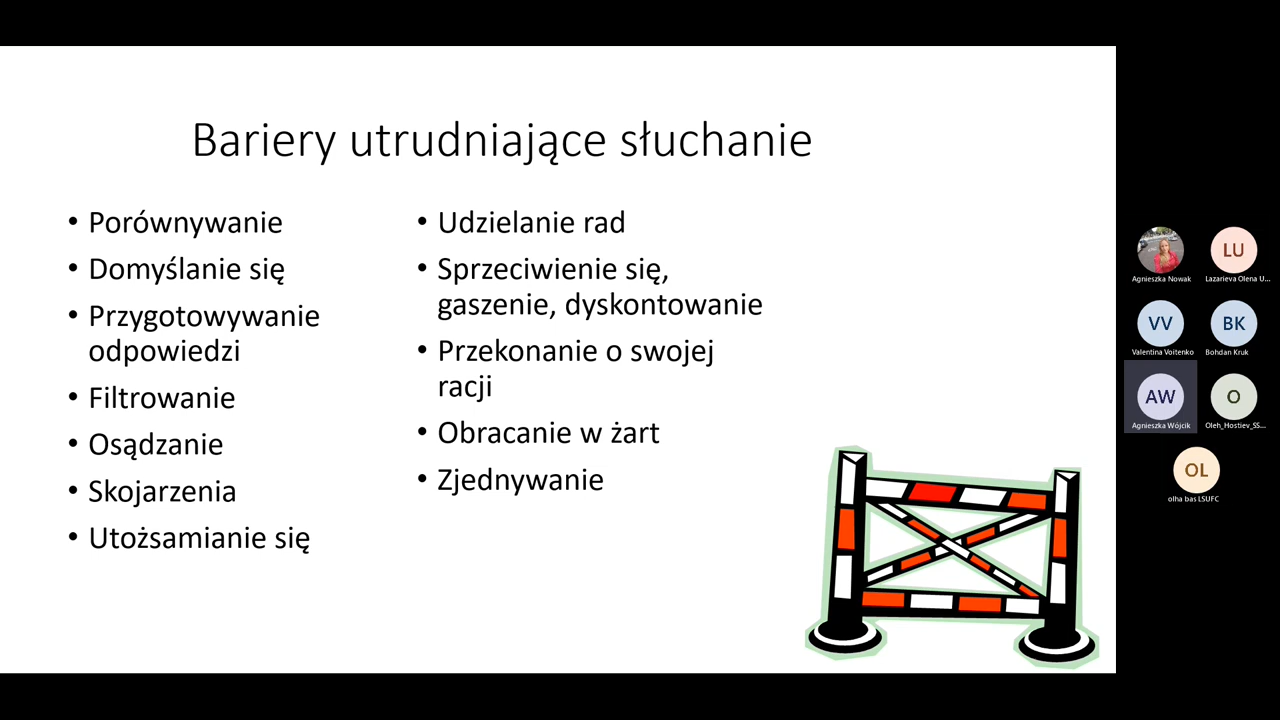 Bariery utrudniające słuchanie
• Porównywanie
• Domyślanie się
• Przygotowywanie
odpowiedzi
• Filtrowanie
• Osądzanie
• Skojarzenia
• Utożsamianie się
• Udzielanie rad
• Sprzeciwienie się,
gaszenie, dyskontowanie
• Przekonanie o swojej
racji
• Obracanie w żart
• Zjednywanie
Agnieszka Nowak
LU
Lazarieva Olena U...
VV
Valentina Voitenko
BK
Bohdan Kruk
AW
Agnieszka Wójcik
O
Oleh_Hostiev_SS...
OL
olha bas LSUFC